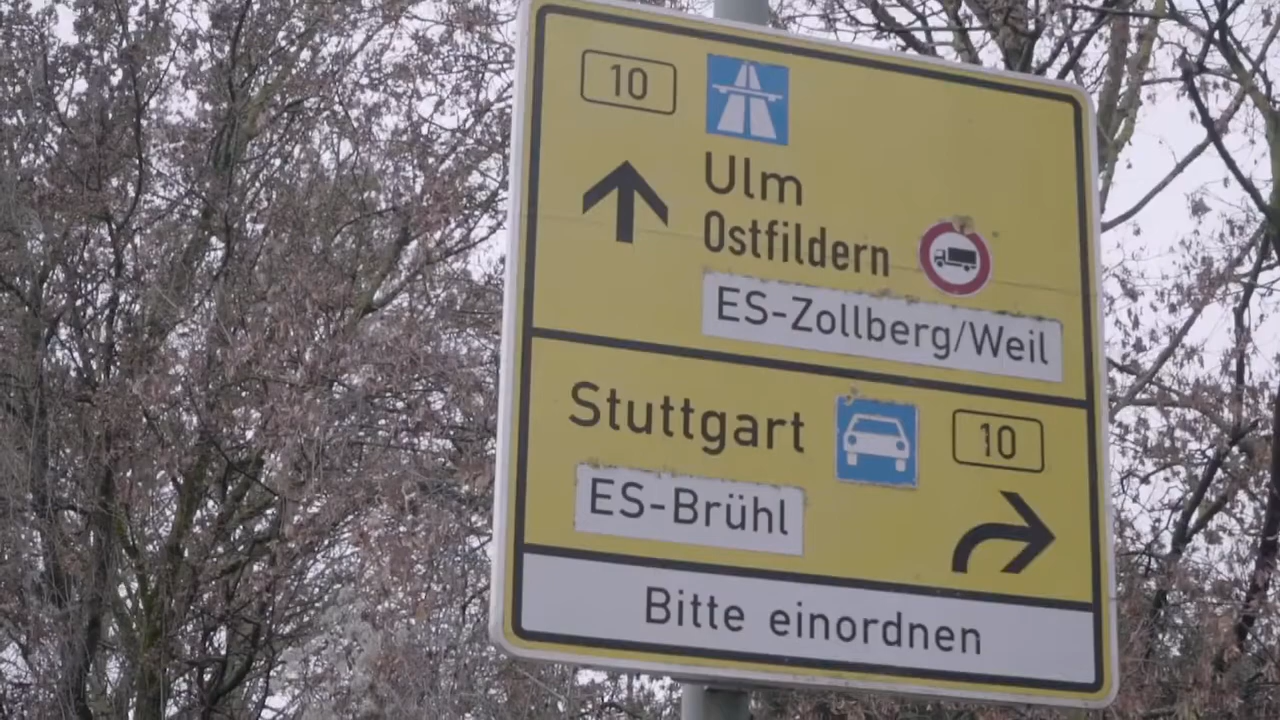 10
Ulm
Ostfildern
ES-Zollberg/Weil
Stuttgart 10
ES-Brühl
Bitte einordnen